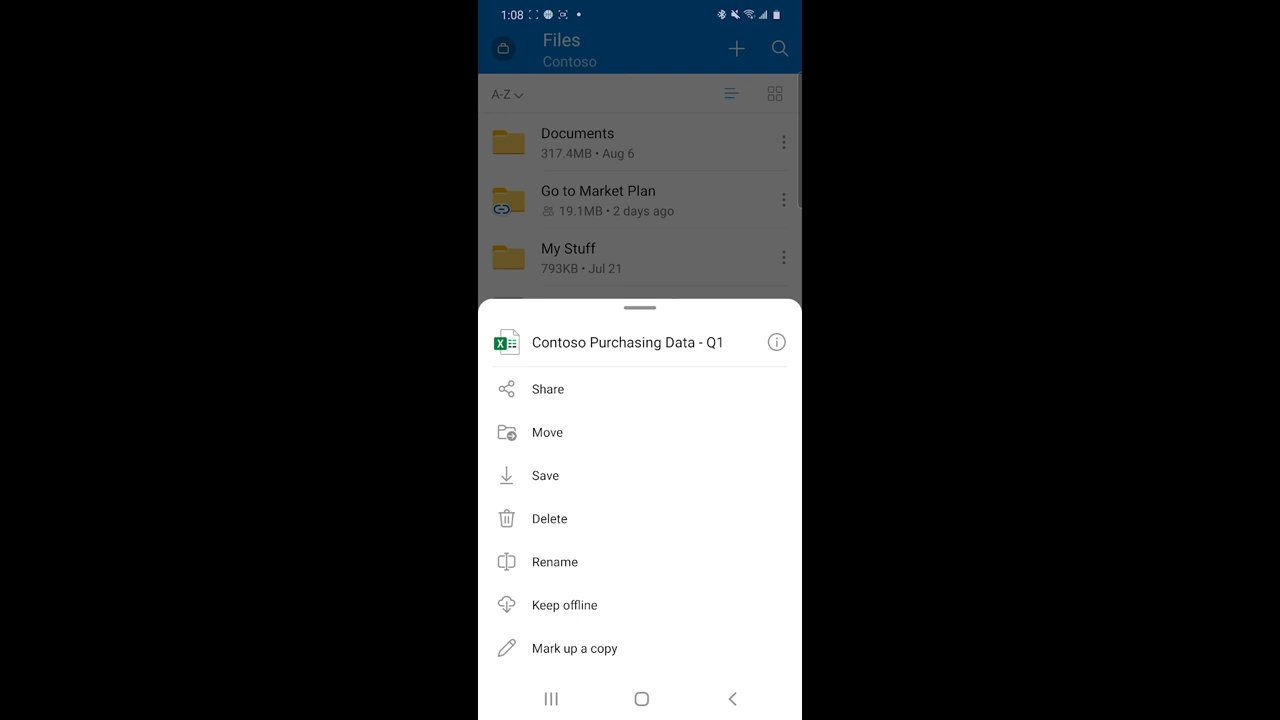 1:08
Files
Contoso
A-Z
Documents
317.4MB • Aug 6
Go to Market Plan
19.1MB • 2 days ago
My Stuff
793KB • Jul 21
Contoso Purchasing Data - Q1
Share
Move
Save
Delete
Rename
Keep offline
Mark up a copy